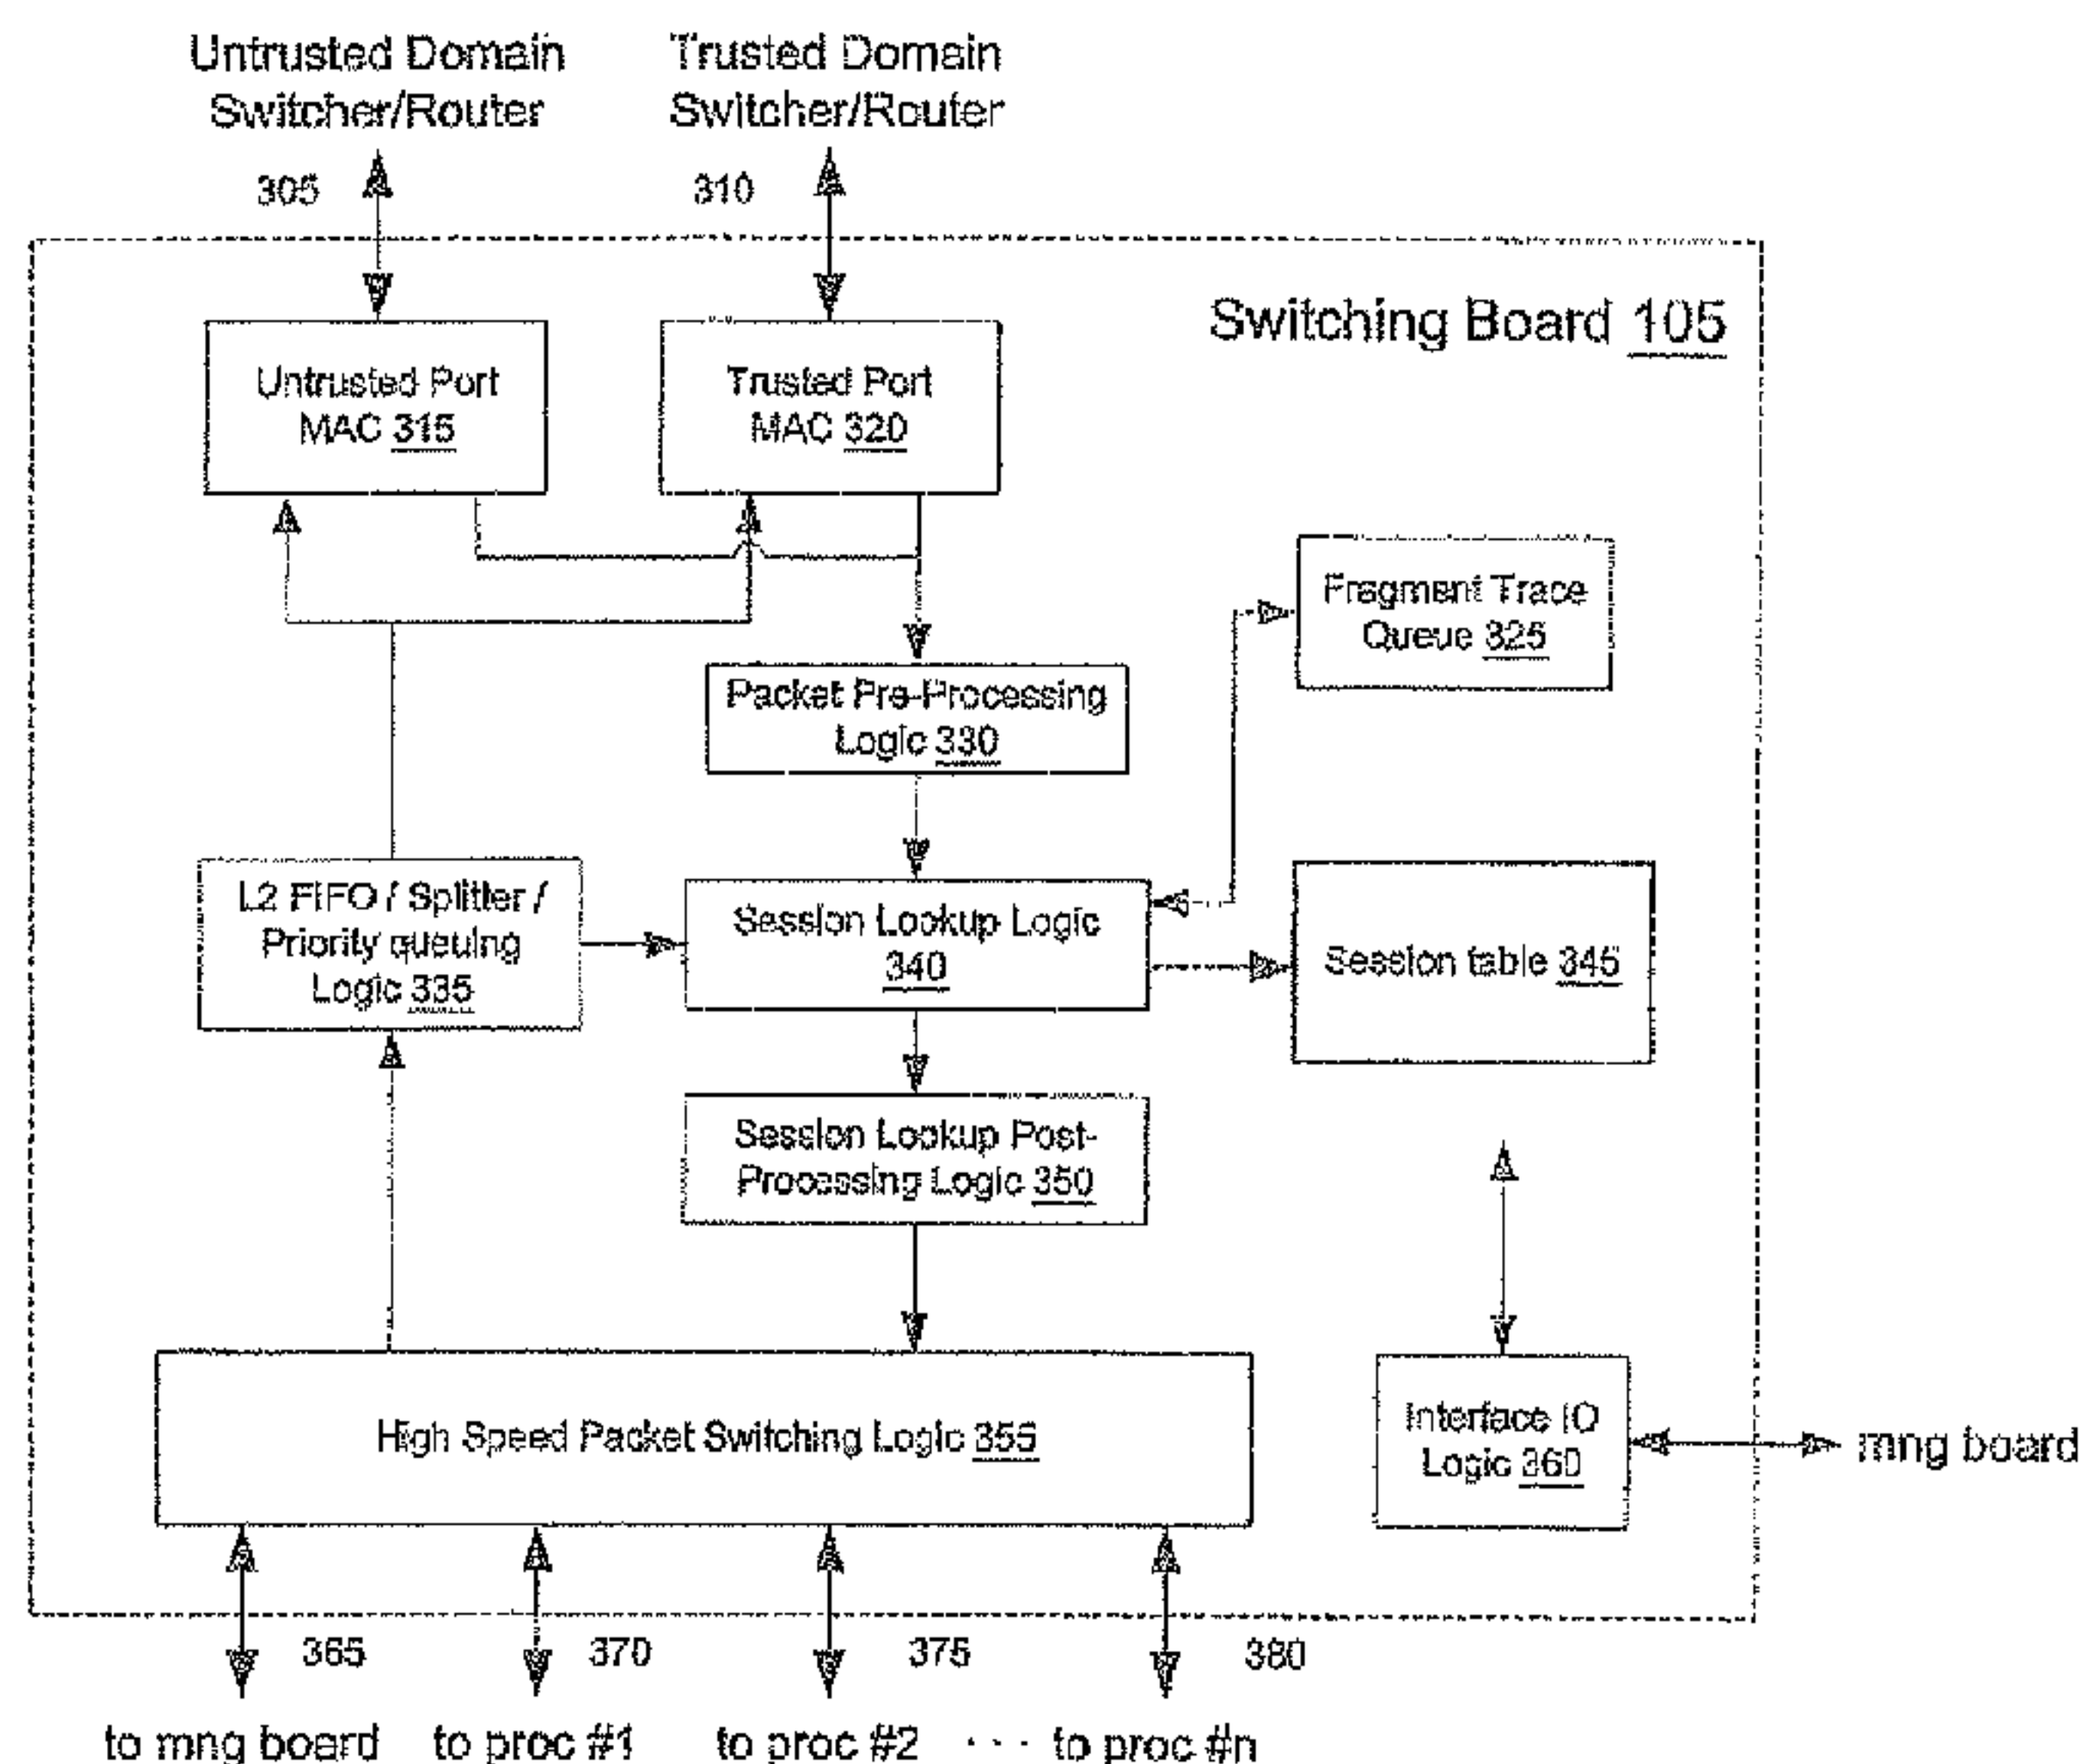 Untrusted Domain
Switcher/Router
Trusted Domain
Switcher/Router
305
310
Switching Board 105
Untrusted Port
MAC 315
Trusted Port
MAC 320
Fragment Trace
Queue 325
Packet Pre-Processing
Logic 330
L2 FIFO / Splitter /
Priority queuing
Logic 335
Session Lookup Logic
340
Session table 345
Session Lookup Post-
Processing Logic 350
High Speed Packet Switching Logic 355
Interface IO
Logic 360
mng board
365
370
375
380
to mng board
to proc #1
to proc #2
... to proc #n